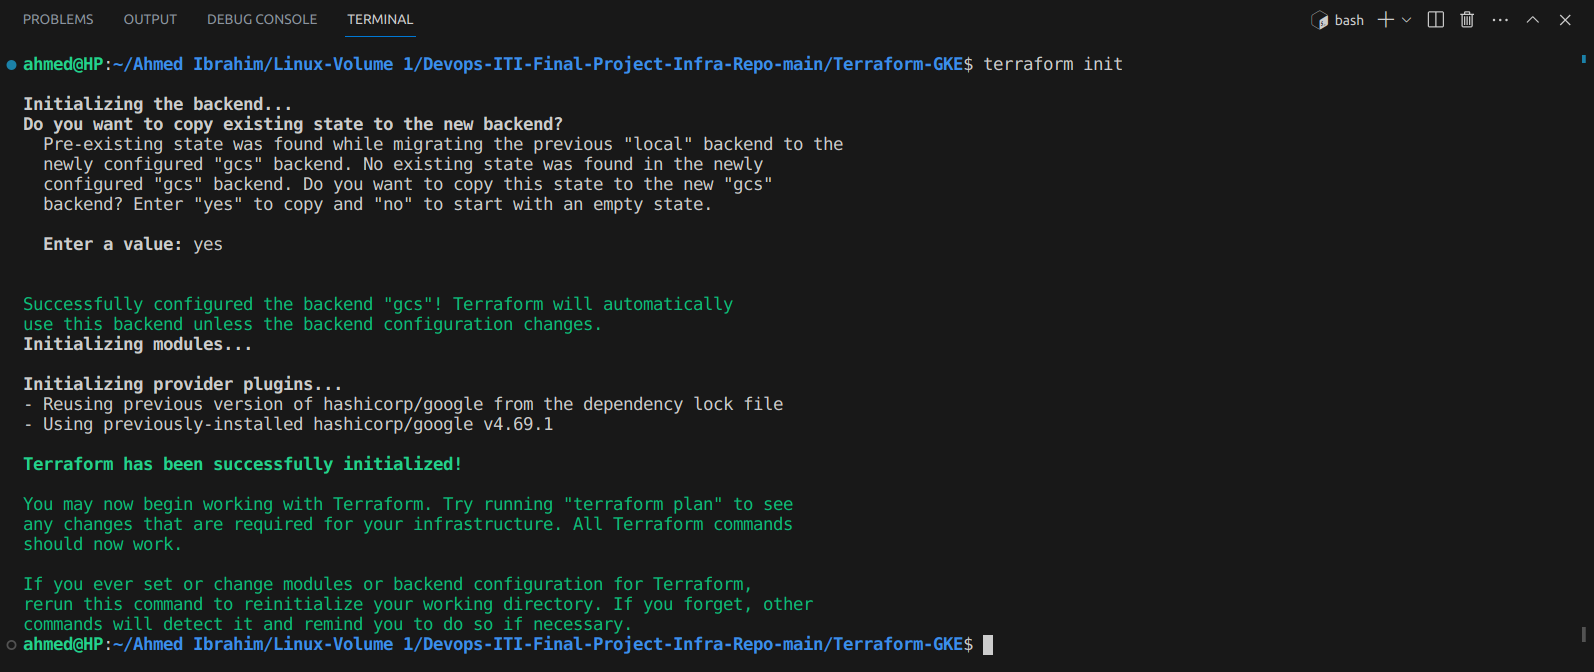 PROBLEMS OUTPUT DEBUG CONSOLE TERMINAL bash
ahmed@HP:~/Ahmed Ibrahim/Linux-Volume 1/Devops-ITI-Final-Project-Infra-Repo-main/Terraform-GKE$ terraform init
Initializing the backend...
Do you want to copy existing state to the new backend?
Pre-existing state was found while migrating the previous "local" backend to the
newly configured "gcs" backend. No existing state was found in the newly
configured "gcs" backend. Do you want to copy this state to the new "gcs"
backend? Enter "yes" to copy and "no" to start with an empty state.
Enter a value: yes
Successfully configured the backend "gcs"! Terraform will automatically
use this backend unless the backend configuration changes.
Initializing modules...
Initializing provider plugins...
- Reusing previous version of hashicorp/google from the dependency lock file
- Using previously-installed hashicorp/google v4.69.1
Terraform has been successfully initialized!
You may now begin working with Terraform. Try running "terraform plan" to see
any changes that are required for your infrastructure. All Terraform commands
should now work.
If you ever set or change modules or backend configuration for Terraform,
rerun this command to reinitialize your working directory. If you forget, other
commands will detect it and remind you to do so if necessary.
ahmed@HP:~/Ahmed Ibrahim/Linux-Volume 1/Devops-ITI-Final-Project-Infra-Repo-main/Terraform-GKE$